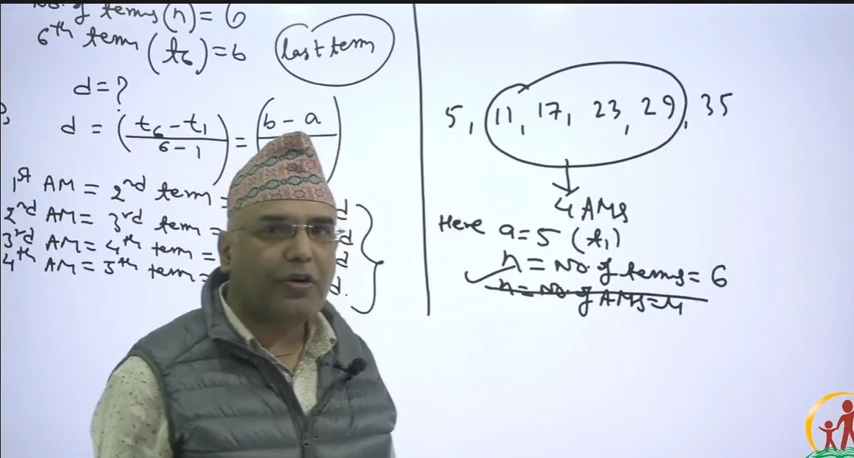 No. of terms (n) = 6
6th term (t6) = b
last term
d = ?
d = (t6 - t1 / 6 - 1) = (b - a
1st AM = 2nd term =
2nd AM = 3rd term =
3rd AM = 4th term =
4th AM = 5th term =
d
d
d
d.
5, 11, 17, 23, 29, 35
4 AMS
Here a = 5 (t1)
n = No of terms = 6
n = No of AMS = 4